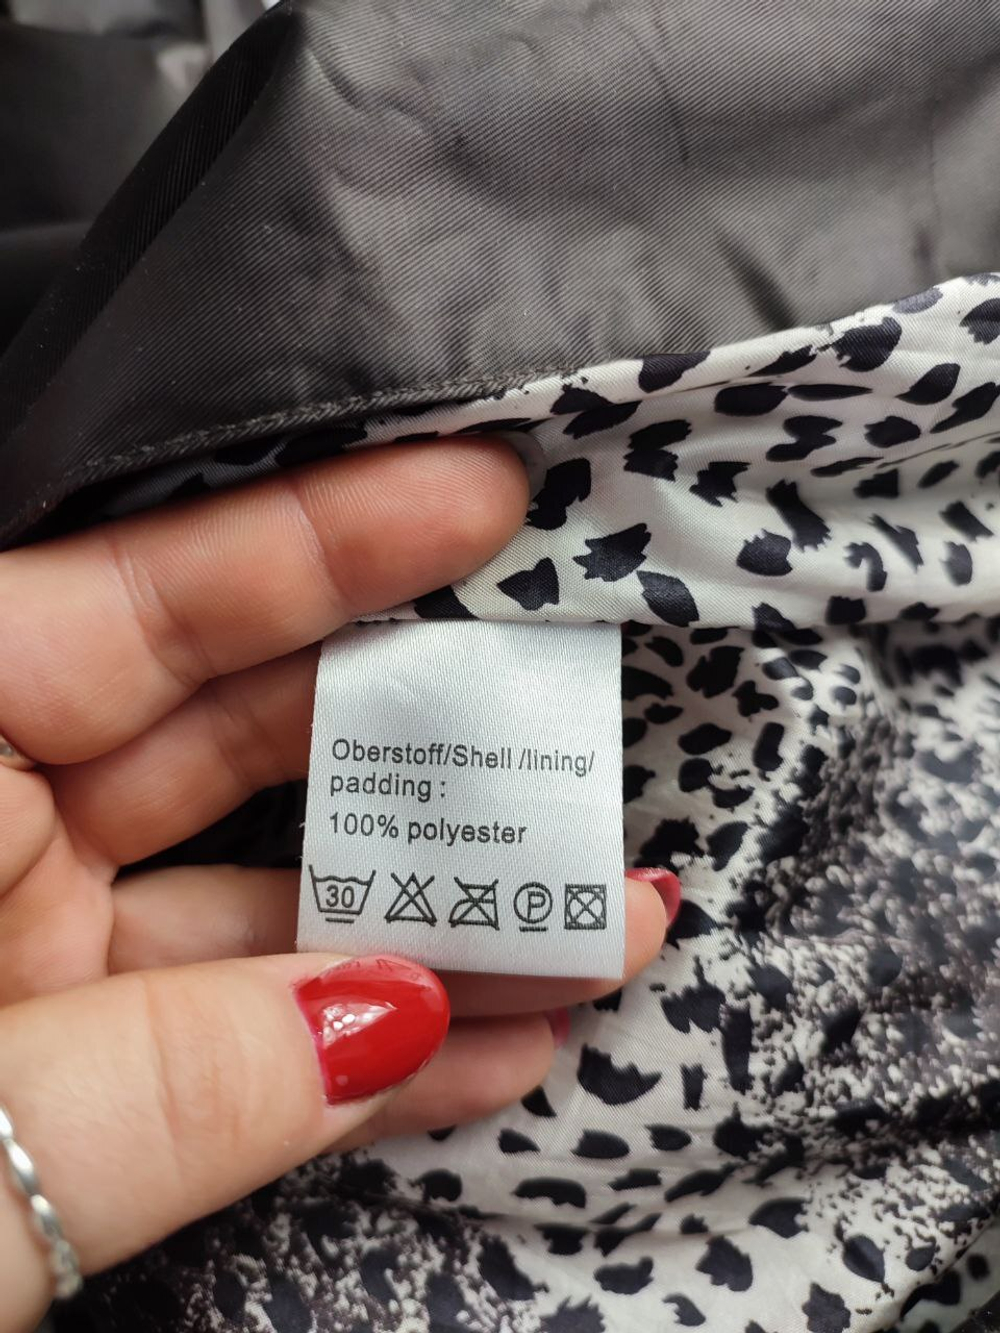 Oberstoff/Shell /lining/
padding :
100% polyester
30 P